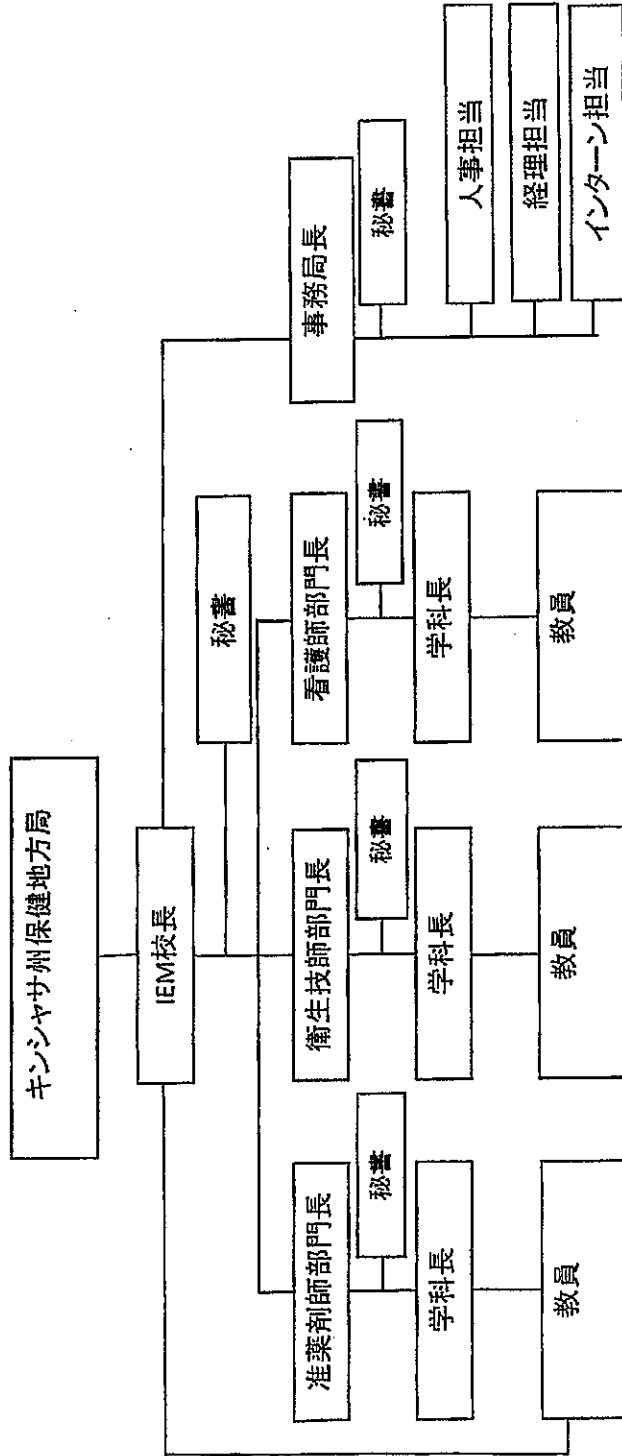 キンシャサ州保健地方局
IEM校長
秘書
准薬剤師部門長
衛生技師部門長
看護師部門長
事務局長
秘書
秘書
秘書
秘書
学科長
学科長
学科長
人事担当
経理担当
教員
教員
教員
インターン担当